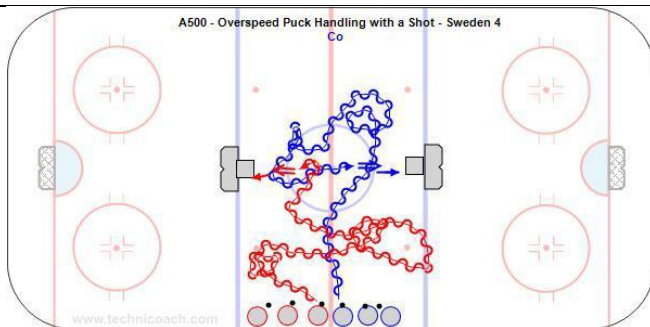 A500 - Overspeed Puck Handling with a Shot - Sweden 4
Co
www.technicoach.com